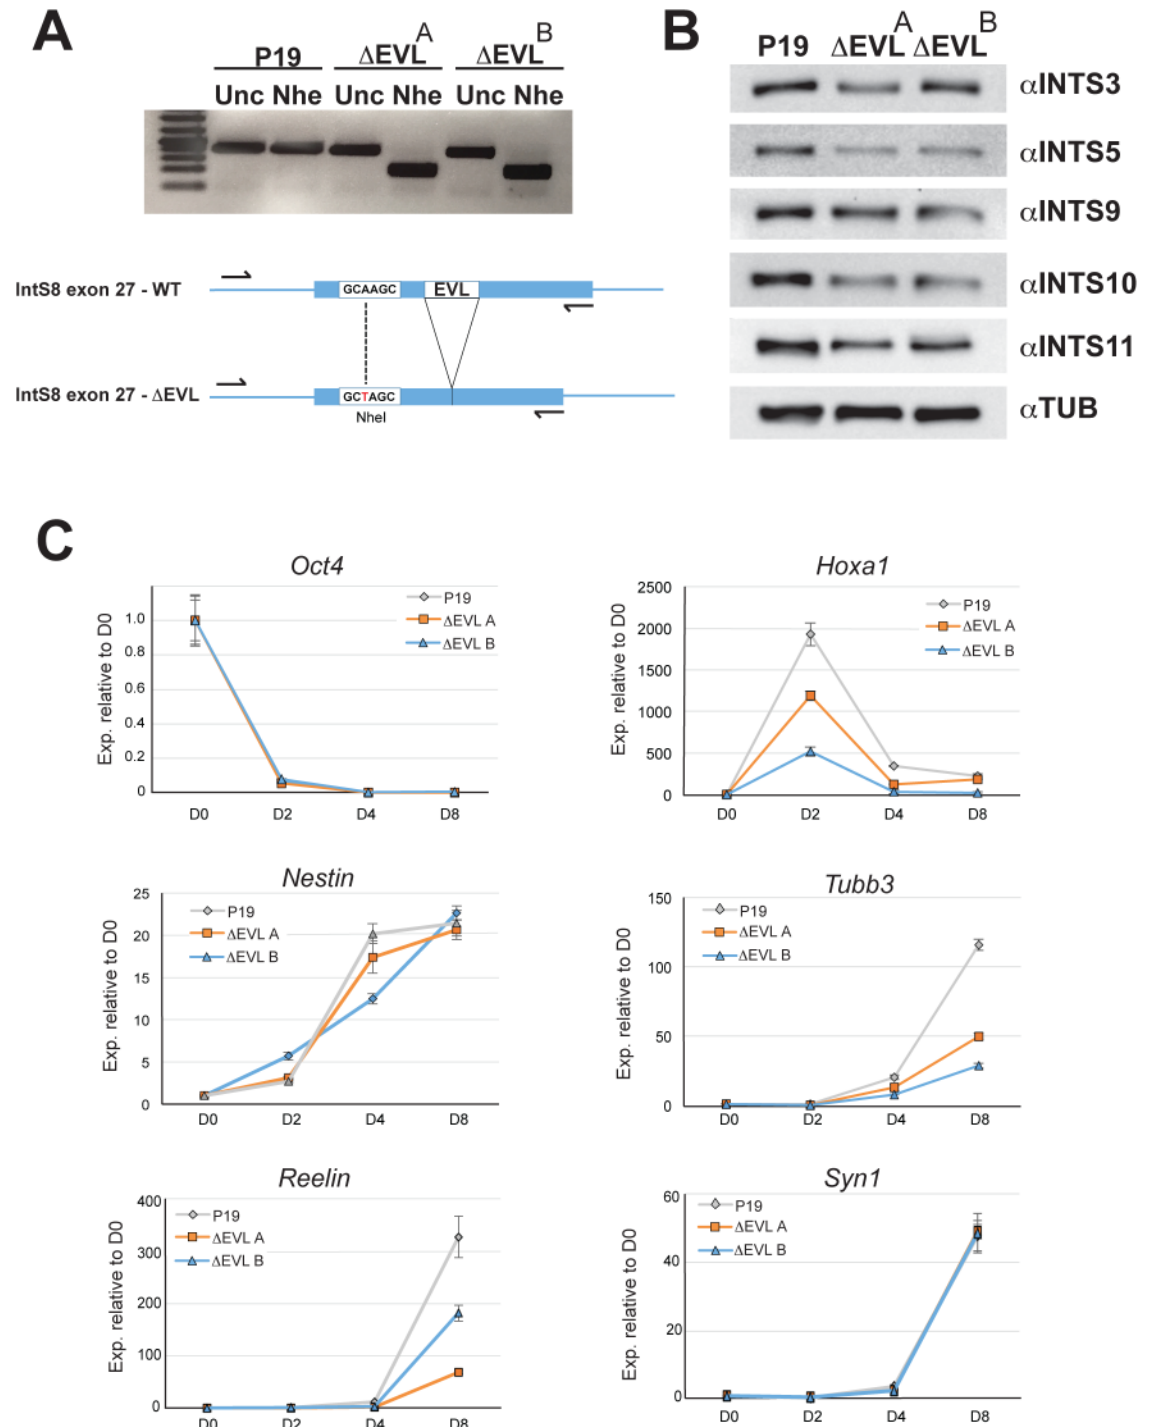 A
P19 ΔEVL A ΔEVL B
Unc Nhe Unc Nhe Unc Nhe
IntS8 exon 27 - WT
GCAAGC EVL
IntS8 exon 27 - ΔEVL
GCTAGC
NheI
B
P19 ΔEVL A ΔEVL B
αINTS3
αINTS5
αINTS9
αINTS10
αINTS11
αTUB
C
Oct4
Exp. relative to D0
1.0
0.8
0.6
0.4
0.2
0
P19
ΔEVL A
ΔEVL B
D0 D2 D4 D8
Hoxa1
Exp. relative to D0
2500
2000
1500
1000
500
0
P19
ΔEVL A
ΔEVL B
D0 D2 D4 D8
Nestin
Exp. relative to D0
25
20
15
10
5
0
P19
ΔEVL A
ΔEVL B
D0 D2 D4 D8
Tubb3
Exp. relative to D0
150
100
50
0
P19
ΔEVL A
ΔEVL B
D0 D2 D4 D8
Reelin
Exp. relative to D0
400
300
200
100
0
P19
ΔEVL A
ΔEVL B
D0 D2 D4 D8
Syn1
Exp. relative to D0
60
40
20
0
P19
ΔEVL A
ΔEVL B
D0 D2 D4 D8